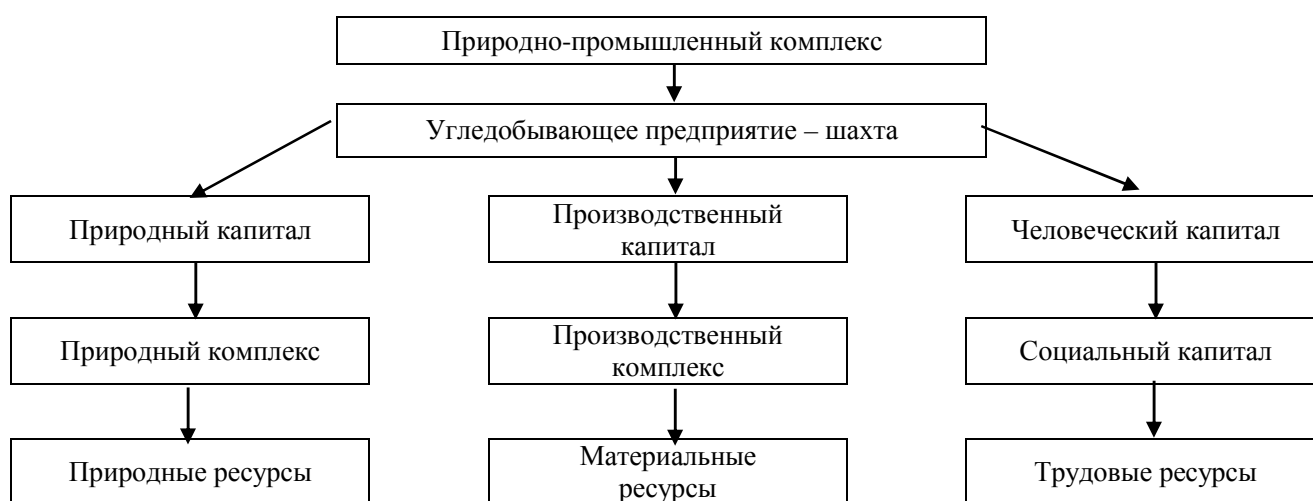 Природно-промышленный комплекс
Угледобывающее предприятие – шахта
Природный капитал
Производственный
капитал
Человеческий капитал
Природный комплекс
Производственный
комплекс
Социальный капитал
Природные ресурсы
Материальные
ресурсы
Трудовые ресурсы